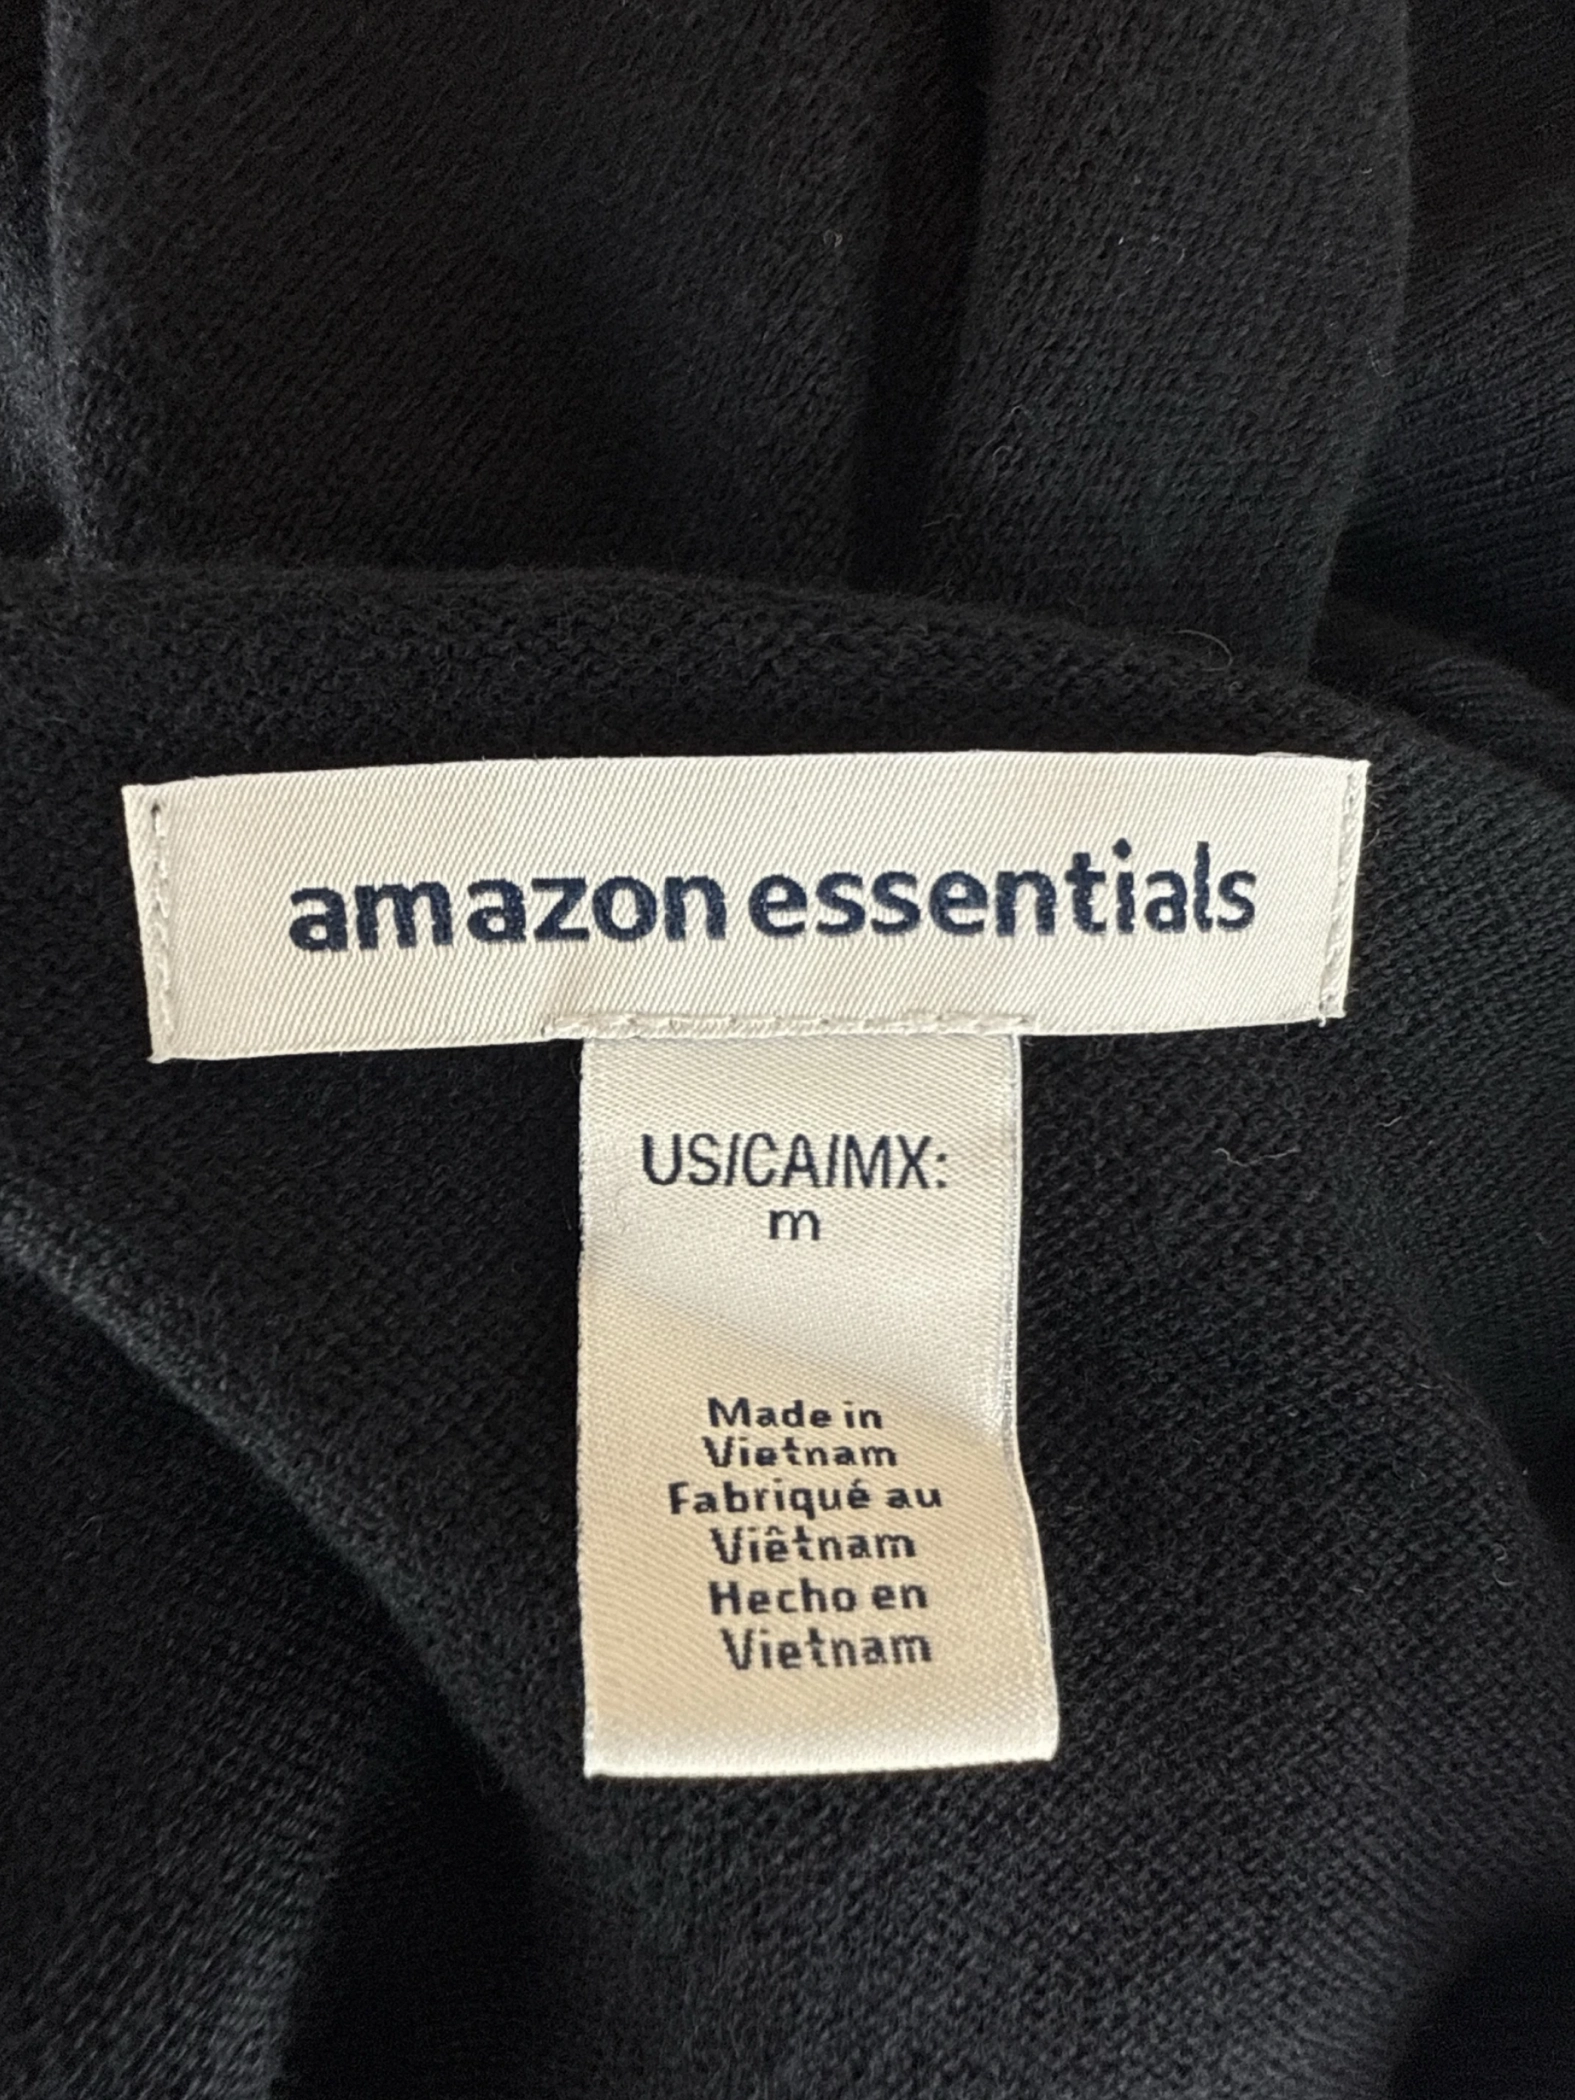 amazon essentials
US/CA/MX:
m
Made in
Vietnam
Fabriqué au
Viêtnam
Hecho en
Vietnam